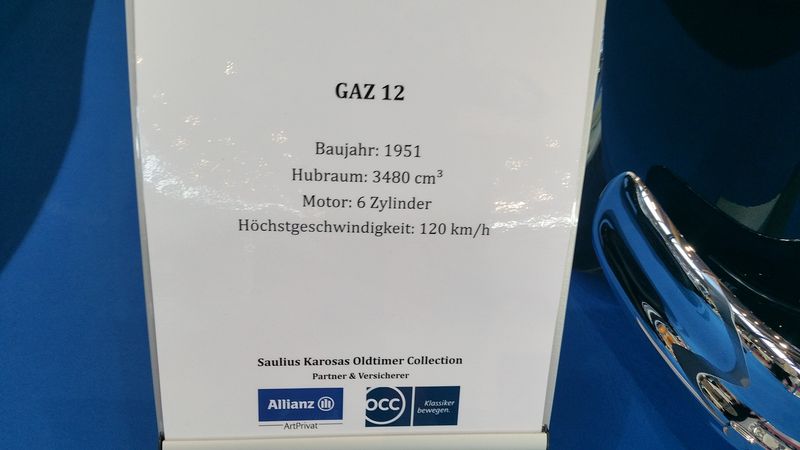 GAZ 12
Baujahr: 1951
Hubraum: 3480 cm³
Motor: 6 Zylinder
Höchstgeschwindigkeit: 120 km/h
Saulius Karosas Oldtimer Collection
Partner & Versicherer
Allianz
ArtPrivat
OCC
Klassiker
bewegen.